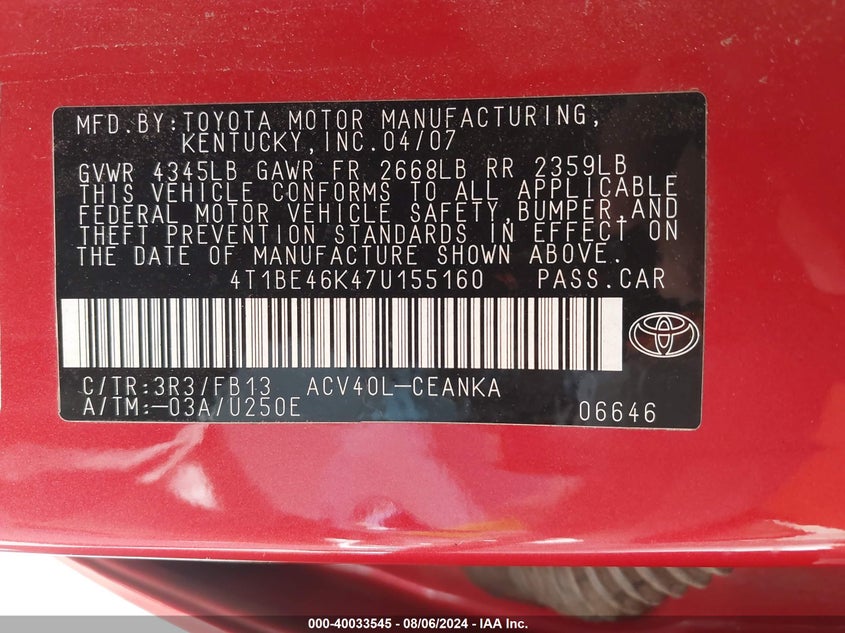 MFD.BY:TOYOTA MOTOR MANUFACTURING,
KENTUCKY,INC.04/07
GVWR 4345LB GAWR FR 2668LB RR 2359LB
THIS VEHICLE CONFORMS TO ALL APPLICABLE
FEDERAL MOTOR VEHICLE SAFETY,BUMPER,AND
THEFT PREVENTION STANDARDS IN EFFECT ON
THE DATE OF MANUFACTURE SHOWN ABOVE.
4T1BE46K47U155160 PASS.CAR
C/TR:3R3/FB13 ACV40L-CEANKA
A/TM:-03A/U250E 06646
000-40033545 - 08/06/2024 - IAA Inc.